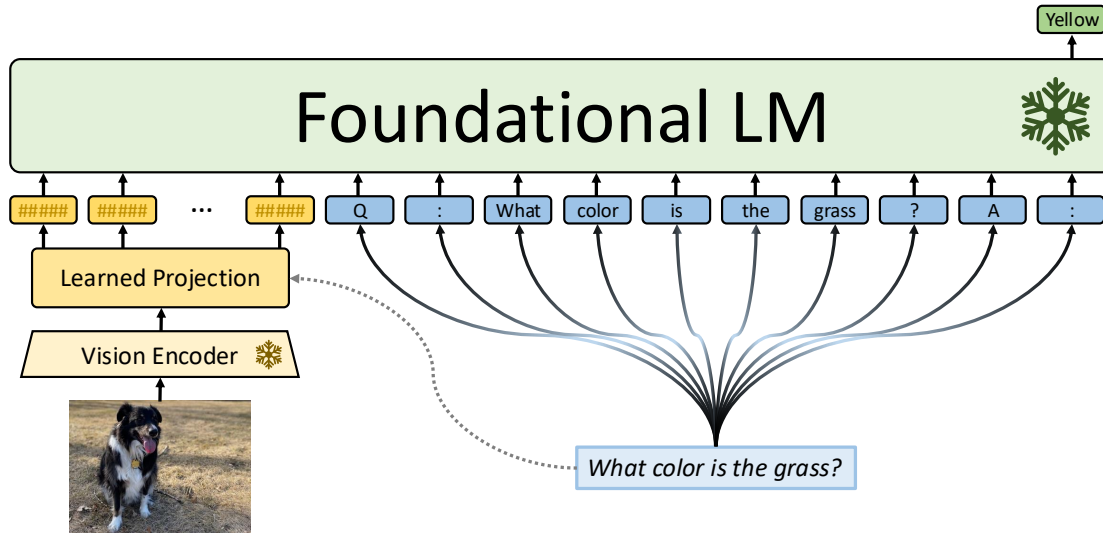 Yellow
Foundational LM
##### ##### ... ##### Q : What color is the grass ? A :
Learned Projection
Vision Encoder
What color is the grass?